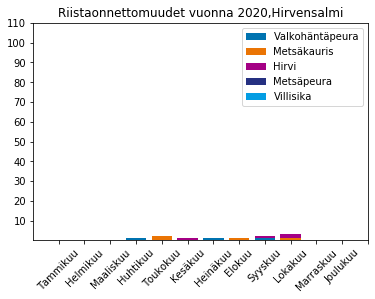 Riistaonnettomuudet vuonna 2020,Hirvensalmi
110
100
90
80
70
60
50
40
30
20
10
Valkohäntäpeura
Metsäkauris
Hirvi
Metsäpeura
Villisika
Tammikuu
Helmikuu
Maaliskuu
Huhtikuu
Toukokuu
Kesäkuu
Heinäkuu
Elokuu
Syyskuu
Lokakuu
Marraskuu
Joulukuu